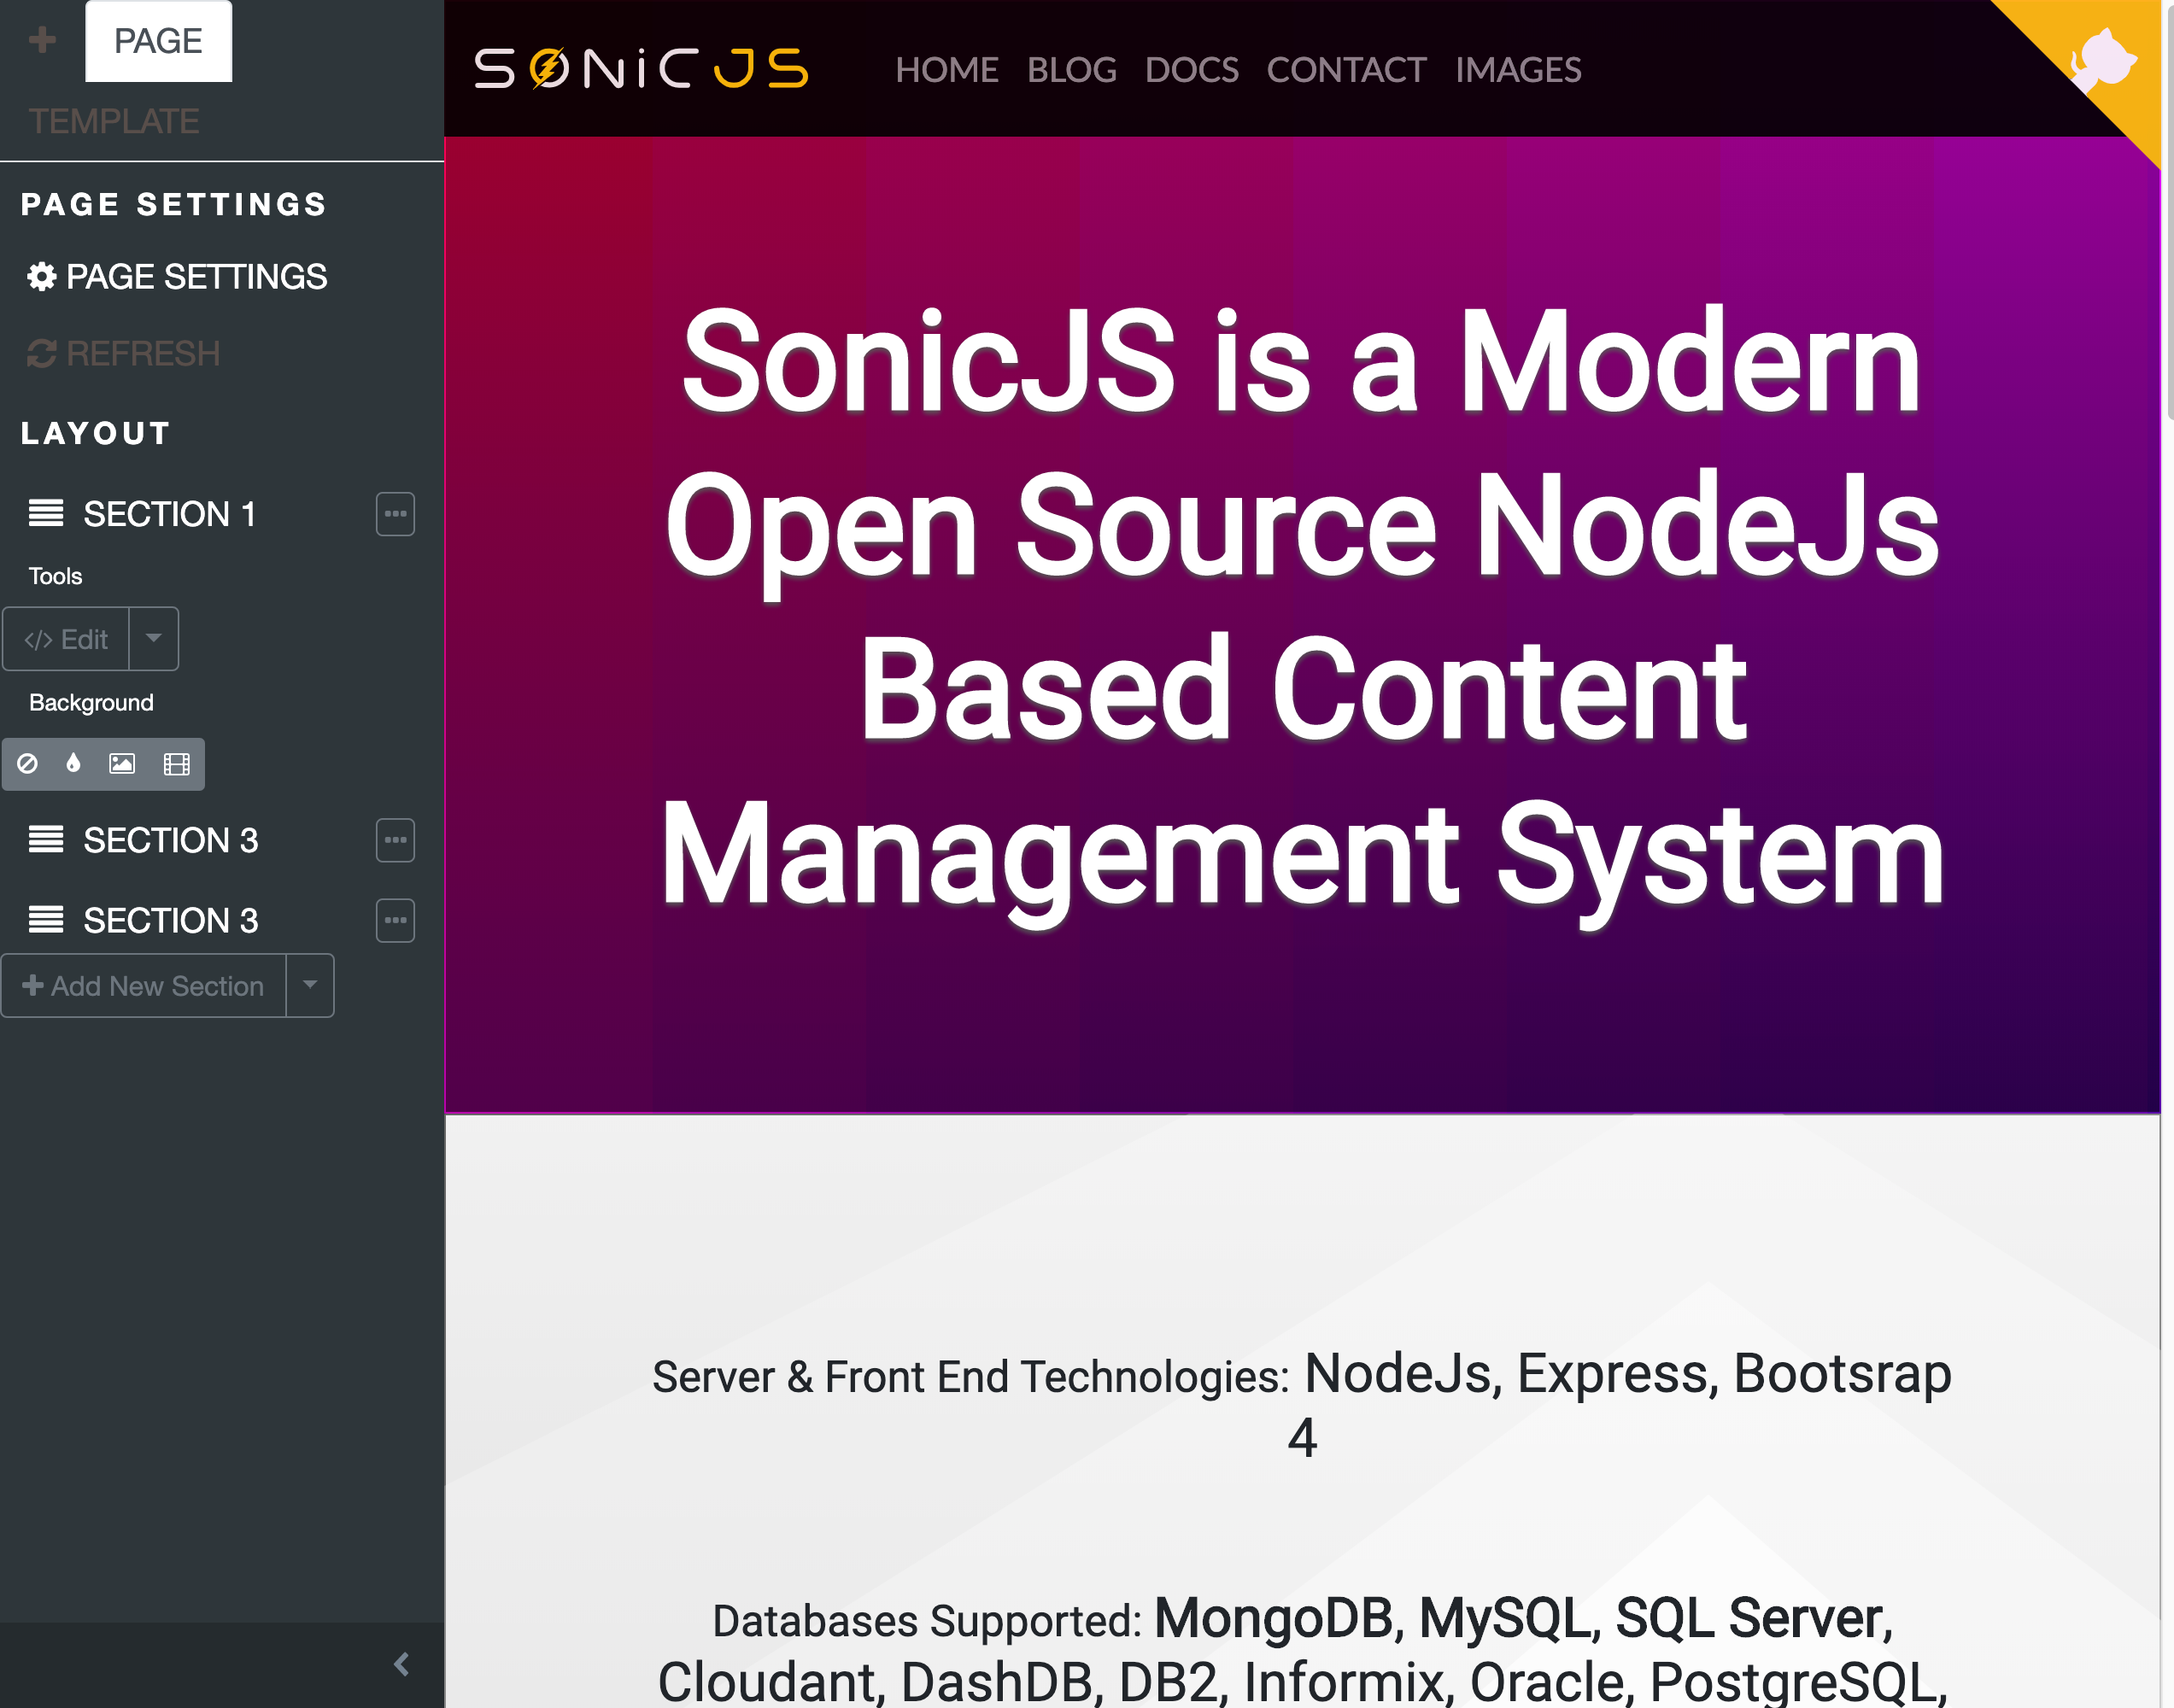 PAGE
TEMPLATE
PAGE SETTINGS
PAGE SETTINGS
REFRESH
LAYOUT
SECTION 1
Tools
</> Edit
Background
SECTION 3
SECTION 3
Add New Section
SONiC JS
HOME BLOG DOCS CONTACT IMAGES
SonicJS is a Modern
Open Source NodeJs
Based Content
Management System
Server & Front End Technologies: NodeJs, Express, Bootsrap
4
Databases Supported: MongoDB, MySQL, SQL Server,
Cloudant, DashDB, DB2, Informix, Oracle, PostgreSQL,